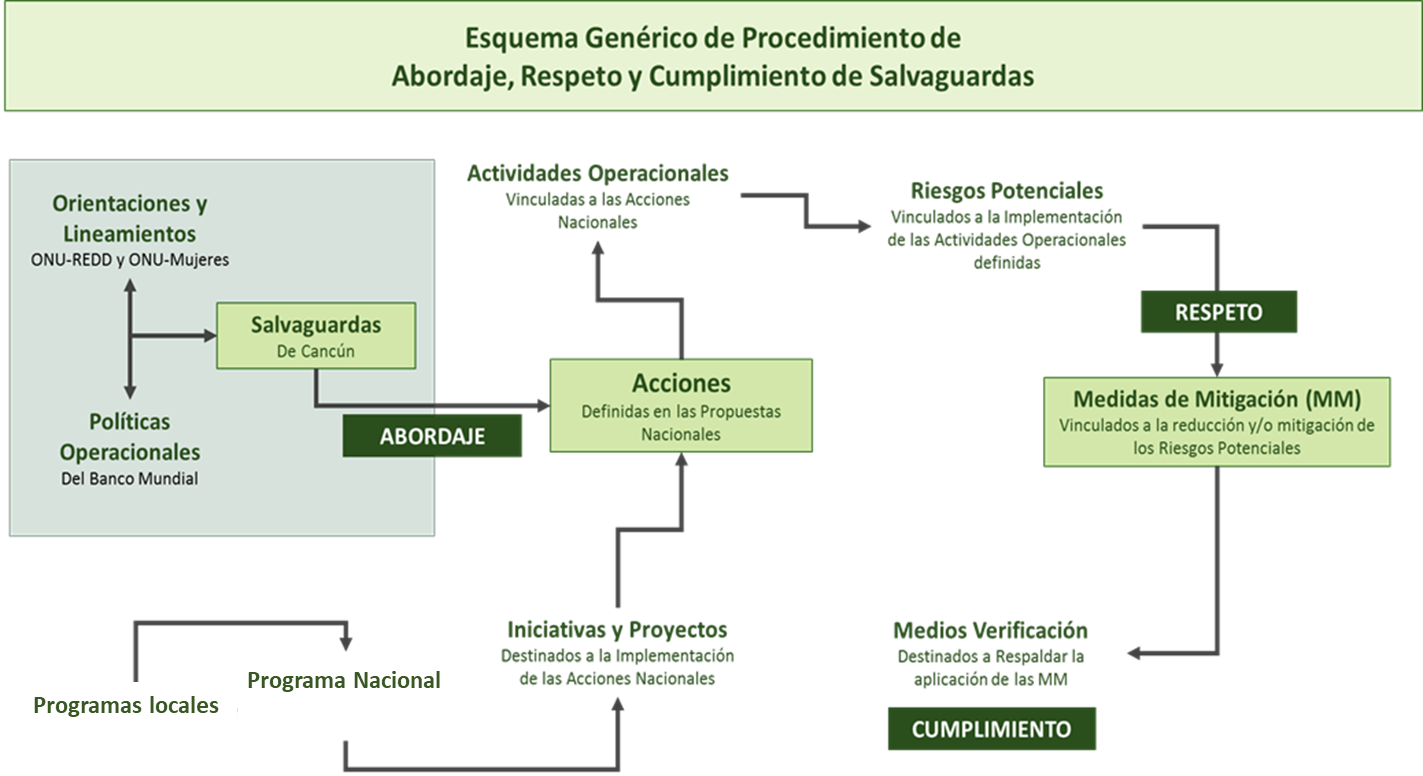 Esquema Genérico de Procedimiento de
Abordaje, Respeto y Cumplimiento de Salvaguardas
Orientaciones y
Lineamientos
ONU-REDD y ONU-Mujeres
Salvaguardas
De Cancún
Políticas
Operacionales
Del Banco Mundial
ABORDAJE
Actividades Operacionales
Vinculadas a las Acciones
Nacionales
Acciones
Definidas en las Propuestas
Nacionales
Riesgos Potenciales
Vinculados a la Implementación
de las Actividades Operacionales
definidas
RESPETO
Medidas de Mitigación (MM)
Vinculados a la reducción y/o mitigación de
los Riesgos Potenciales
Programas locales
Programa Nacional
Iniciativas y Proyectos
Destinados a la Implementación
de las Acciones Nacionales
Medios Verificación
Destinados a Respaldar la
aplicación de las MM
CUMPLIMIENTO